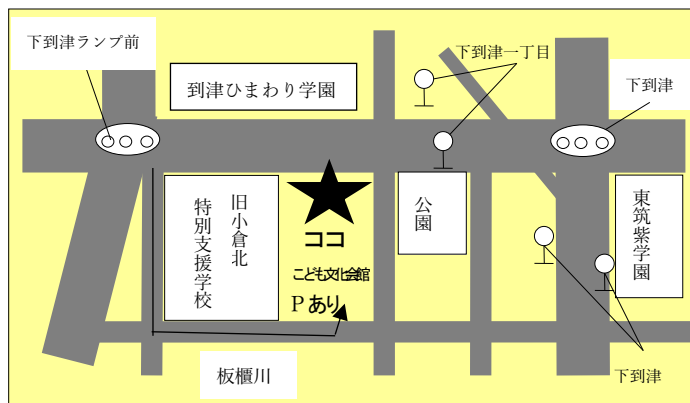 下到津ランプ前
到津ひまわり学園
下到津一丁目
下到津
旧小倉北
特別支援学校
ココ
こども文化会館
Pあり
公園
東筑紫学園
板櫃川
下到津